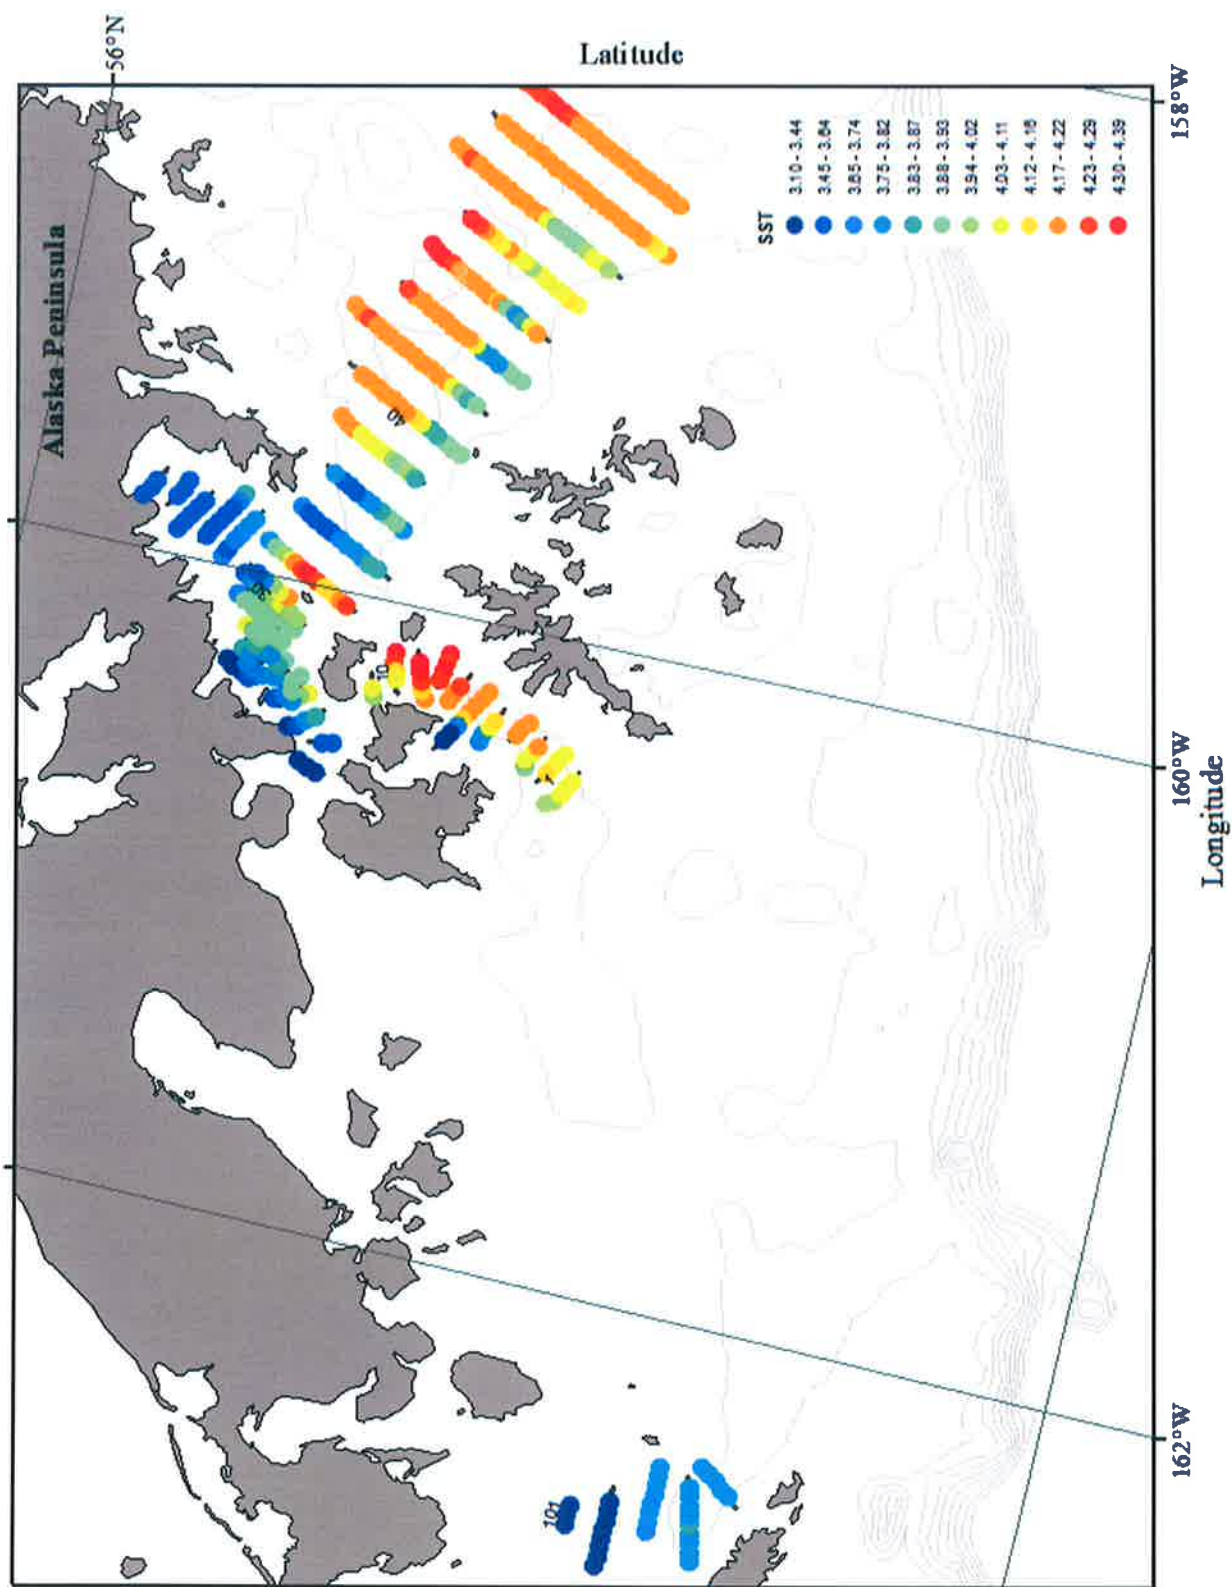 56°N
Latitude
Alaska Peninsula
40
101
SST
3.10 - 3.44
3.45 - 3.64
3.65 - 3.74
3.75 - 3.82
3.83 - 3.87
3.88 - 3.93
3.94 - 4.02
4.03 - 4.11
4.12 - 4.16
4.17 - 4.22
4.23 - 4.29
4.30 - 4.39
158°W
160°W
162°W
Longitude